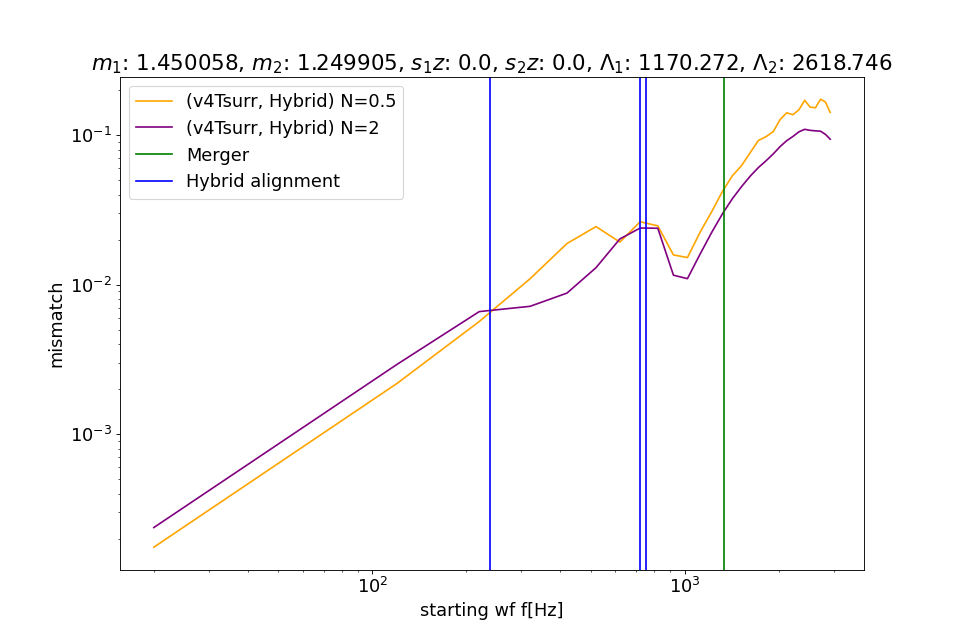 m₁: 1.450058, m₂: 1.249905, s₁z: 0.0, s₂z: 0.0, Λ₁: 1170.272, Λ₂: 2618.746
(v4Tsurr, Hybrid) N=0.5
(v4Tsurr, Hybrid) N=2
Merger
Hybrid alignment
10⁻¹
10⁻²
10⁻³
mismatch
10² 10³
starting wf f[Hz]